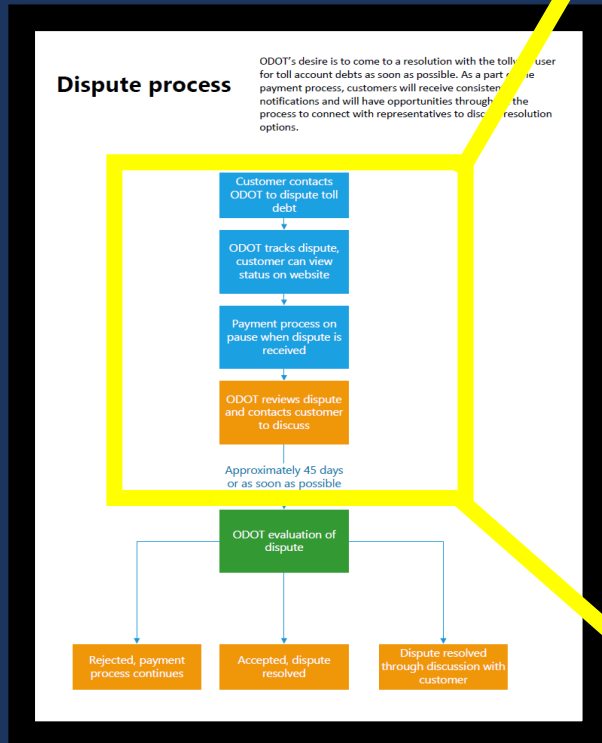 Dispute process
ODOT's desire is to come to a resolution with the user
for toll account debts as soon as possible. As a part
payment process, customers will receive
notifications and will have opportunities the
process to connect with representatives to resolution
options.
Customer contacts
ODOT to dispute toll
debt
ODOT tracks dispute,
customer can view
status on website
Payment process on
pause when dispute is
received
ODOT reviews dispute
and contacts customer
to discuss
Approximately 45 days
or as soon as possible
ODOT evaluation of
dispute
Rejected, payment
process continues
Accepted, dispute
resolved
Dispute resolved
through discussion with
customer